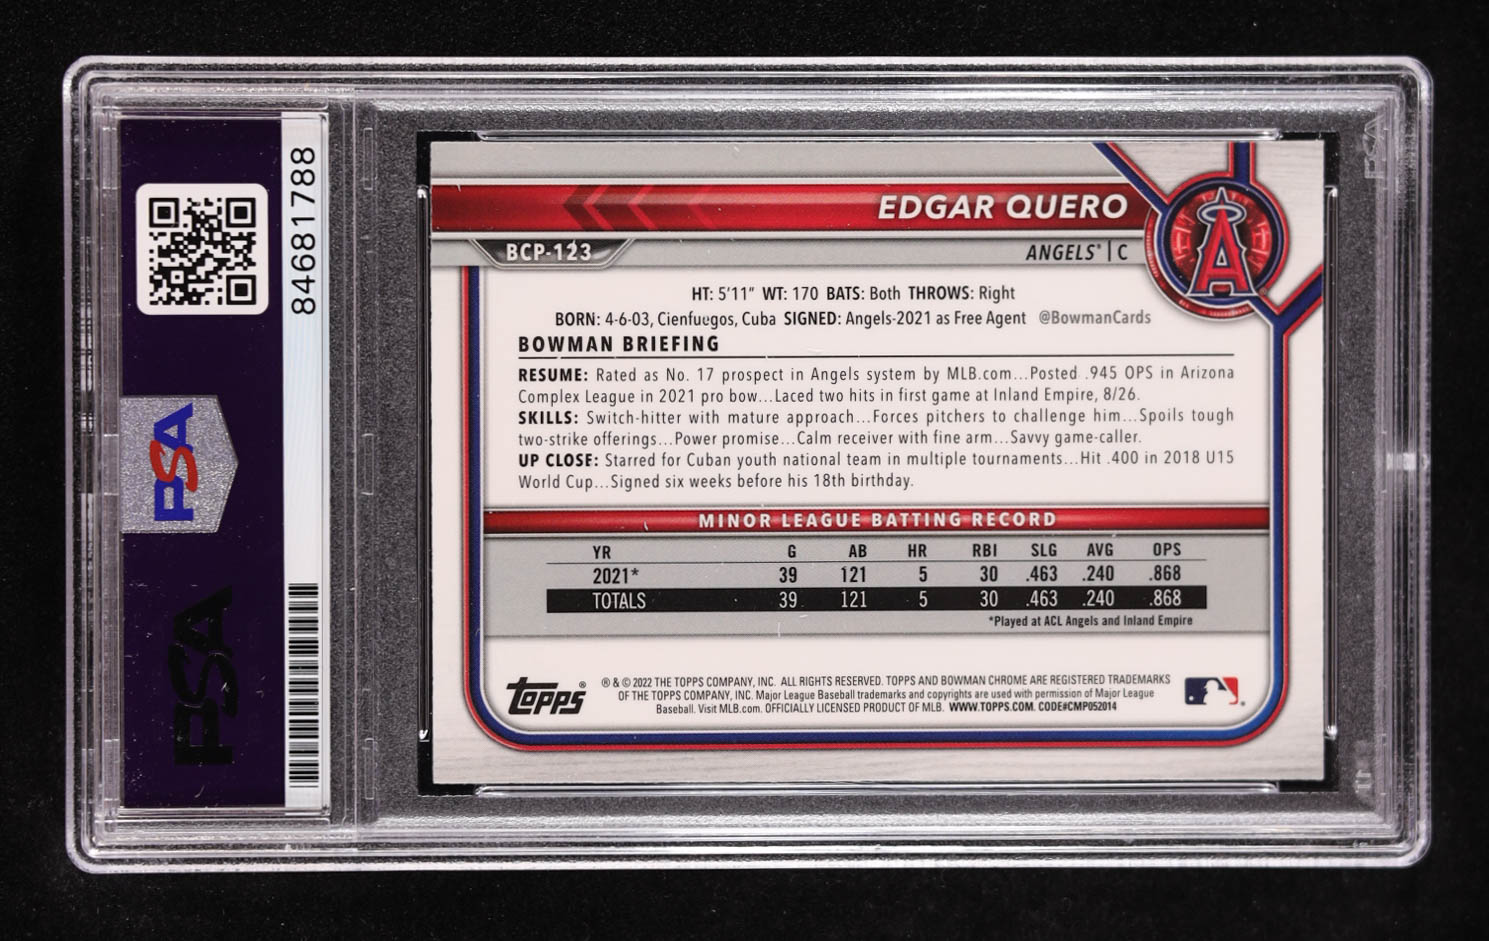 84681788
PSA
PSA
EDGAR QUERO
BCP-123
ANGELS® | C
A
HT: 5'11" WT: 170 BATS: Both THROWS: Right
BORN: 4-6-03, Cienfuegos, Cuba SIGNED: Angels-2021 as Free Agent @BowmanCards
BOWMAN BRIEFING
RESUME: Rated as No. 17 prospect in Angels system by MLB.com...Posted .945 OPS in Arizona
Complex League in 2021 pro bow...Laced two hits in first game at Inland Empire, 8/26.
SKILLS: Switch-hitter with mature approach...Forces pitchers to challenge him...Spoils tough
two-strike offerings...Power promise...Calm receiver with fine arm...Savvy game-caller.
UP CLOSE: Starred for Cuban youth national team in multiple tournaments...Hit .400 in 2018 U15
World Cup...Signed six weeks before his 18th birthday.
MINOR LEAGUE BATTING RECORD
YR G AB HR RBI SLG AVG OPS
2021* 39 121 5 30 .463 .240 .868
TOTALS 39 121 5 30 .463 .240 .868
*Played at ACL Angels and Inland Empire
Topps®
® & © 2022 THE TOPPS COMPANY, INC. ALL RIGHTS RESERVED. TOPPS AND BOWMAN CHROME ARE REGISTERED TRADEMARKS
OF THE TOPPS COMPANY, INC. Major League Baseball trademarks and copyrights are used with permission of Major League
Baseball. Visit MLB.com. OFFICIALLY LICENSED PRODUCT OF MLB. WWW.TOPPS.COM. CODE#CMP052014